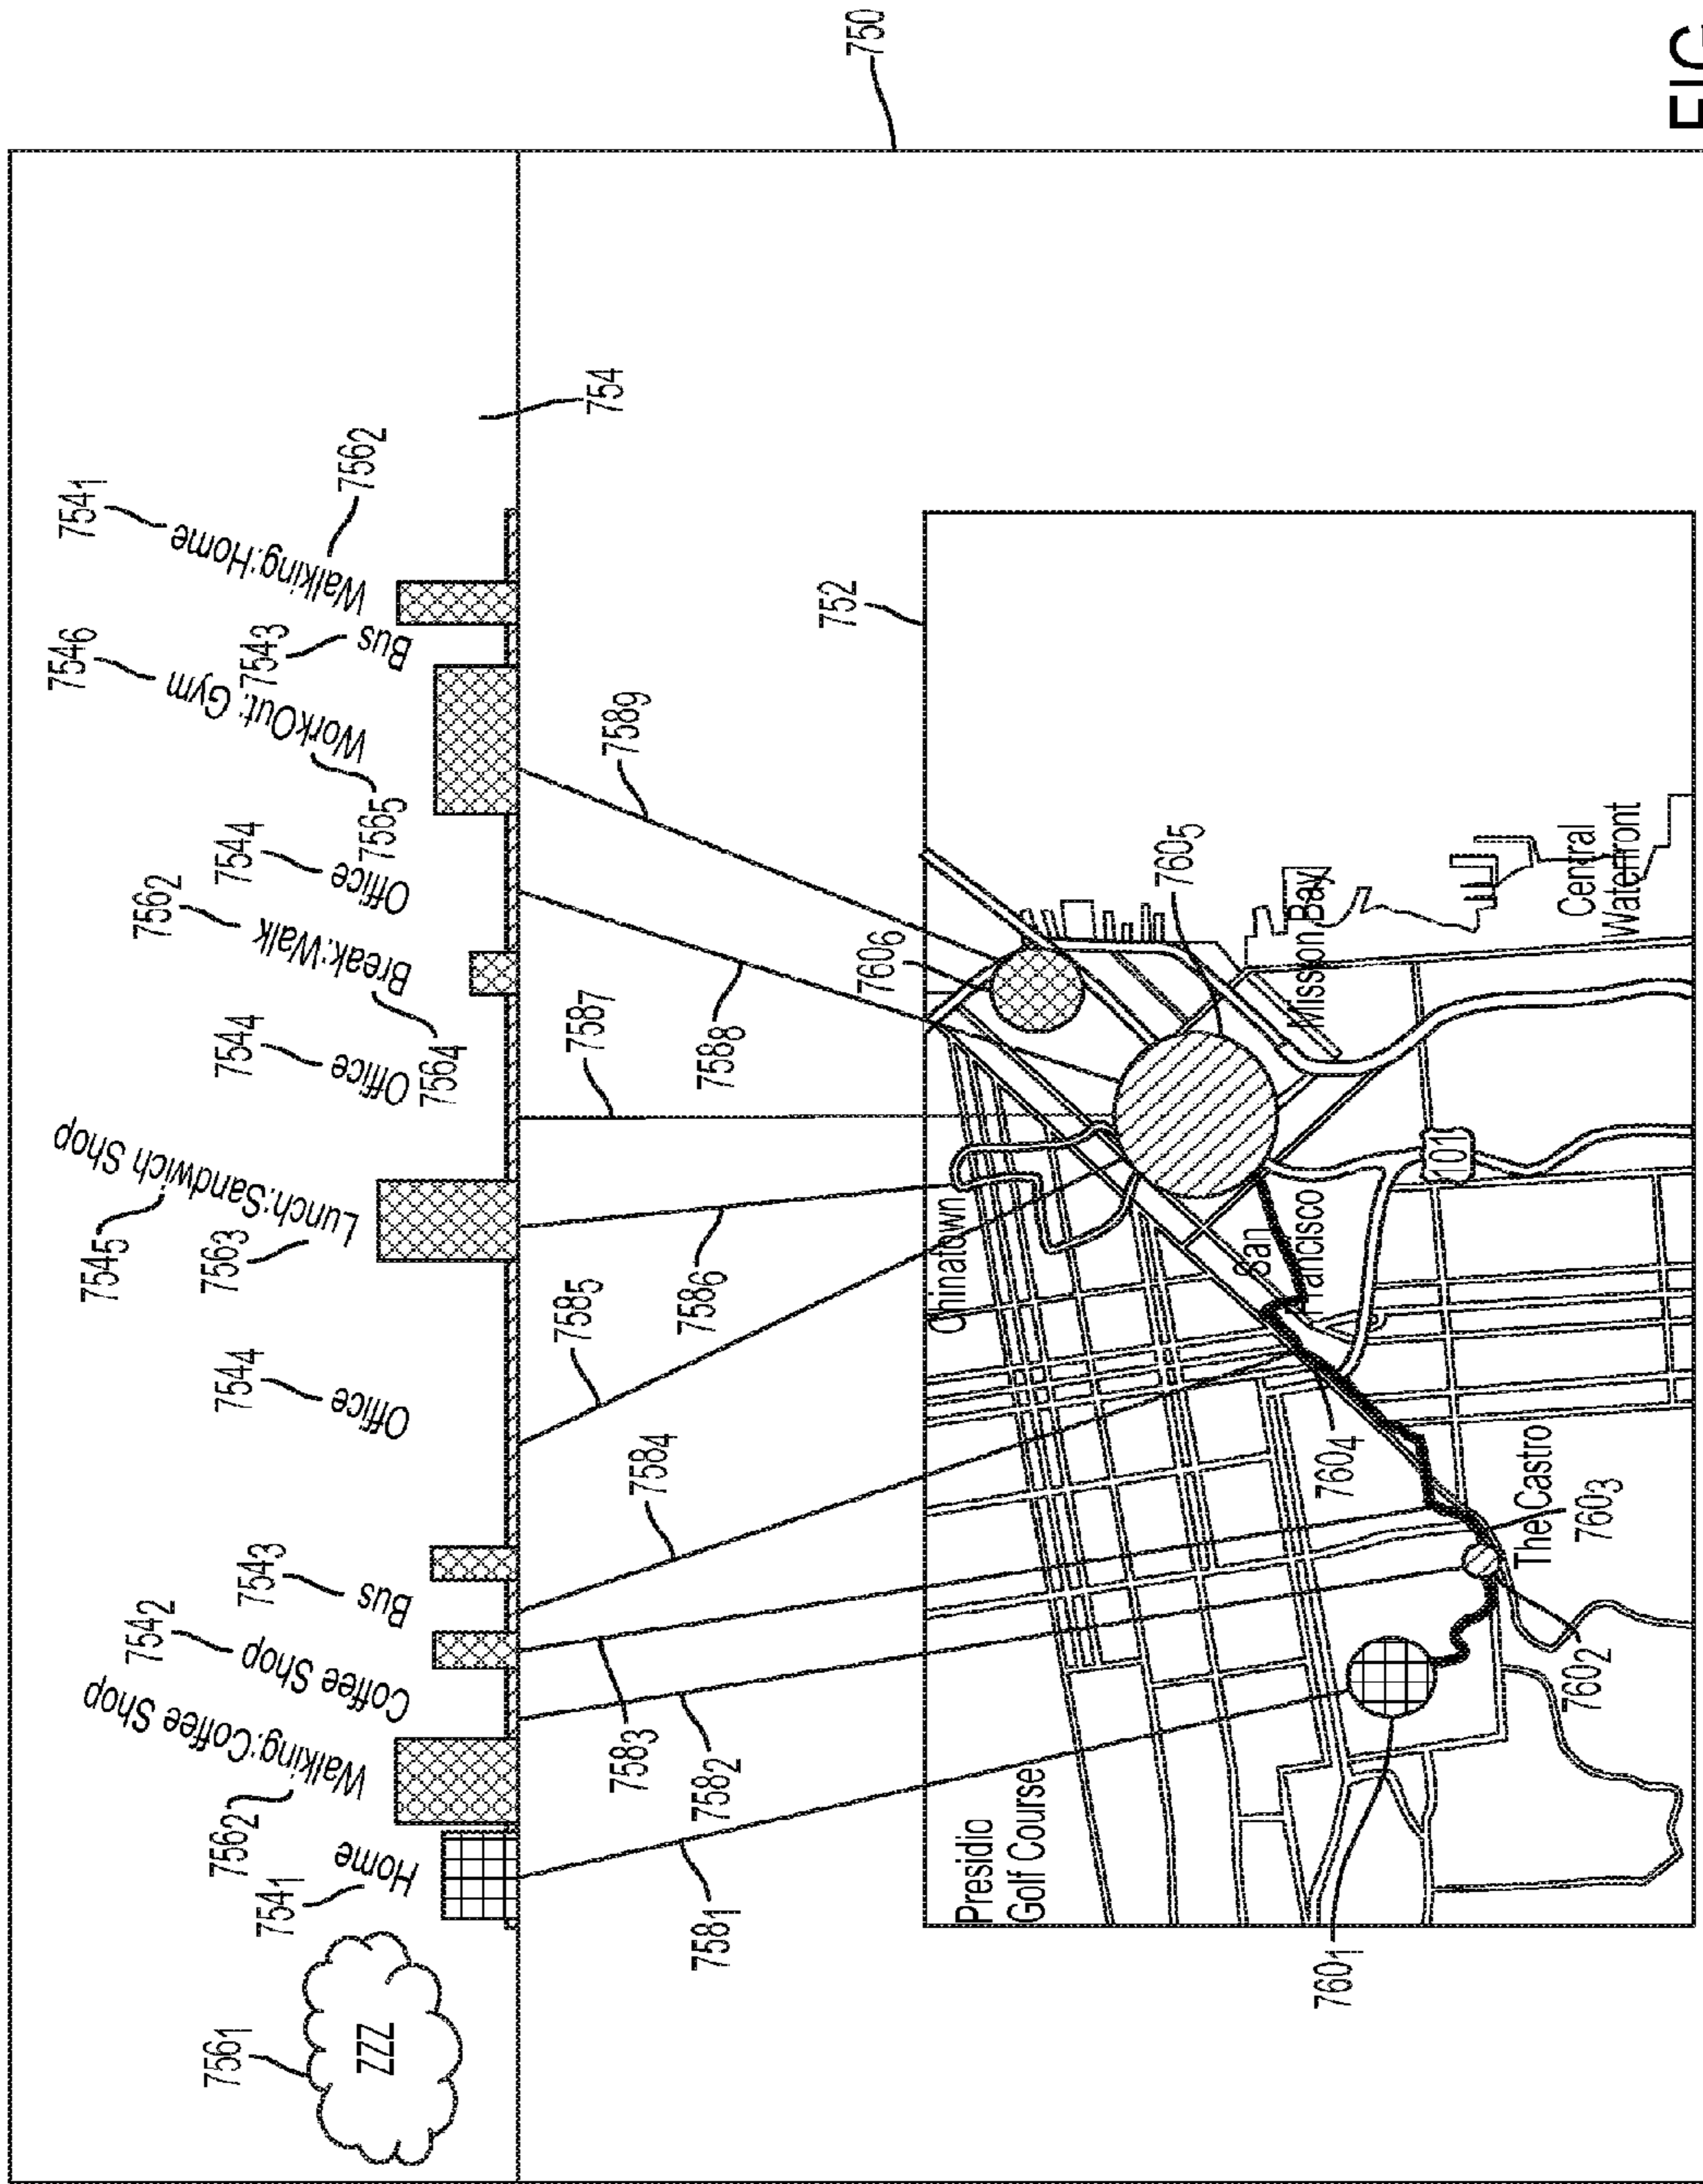 750
754₁
754₆
Walking:Home
756₂
754₃
Bus
WorkOut: Gym
756₅
754₄
Office
756₂
Break:Walk
754₄
Office
756₄
754₅
Lunch:Sandwich Shop
756₃
754₄
Office
754₃
Bus
754₂
Coffee Shop
Walking:Coffee Shop
756₂
754₁
Home
756₁
ZZZ
754
758₁
758₂
758₃
758₄
758₅
758₆
758₇
758₈
758₉
752
Presidio
Golf Course
Chinatown
760₆
760₅
San
Francisco
Mission Bay
101
Central
Waterfront
760₄
The Castro
760₃
760₂
760₁
FIG